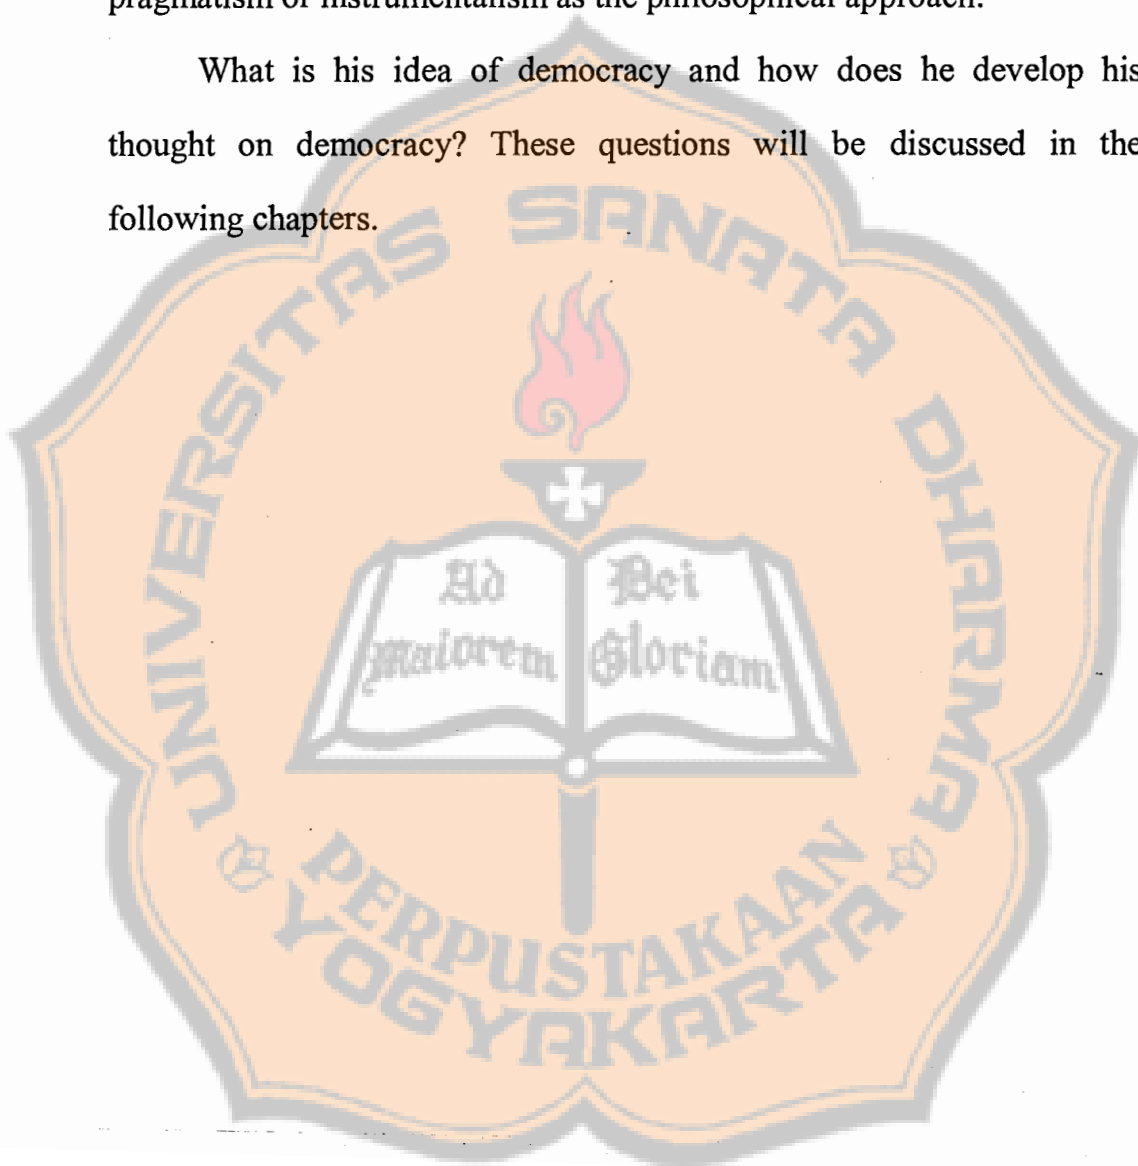 pragmatism or instrumentalism as the philosophical approach.
What is his idea of democracy and how does he develop his
thought on democracy? These questions will be discussed in the
following chapters.
UNIVERSITAS SANATA DHARMA
Ad
Dei
Maiorem
Gloriam
PERPUSTAKAAN
YOGYAKARTA